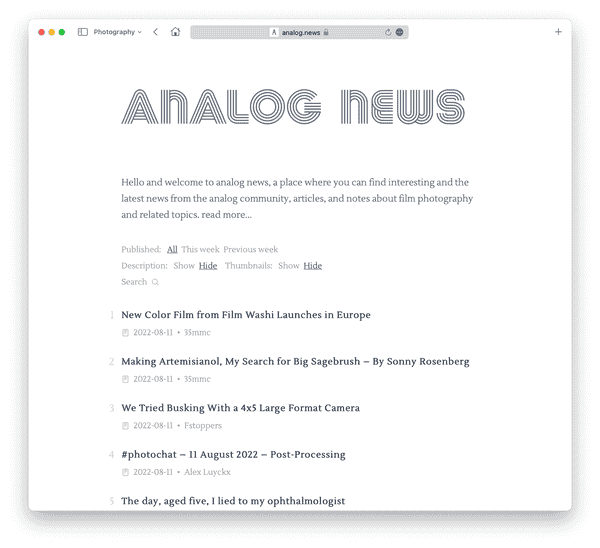 Photography
A analog.news
ANALOG NEWS
Hello and welcome to analog news, a place where you can find interesting and the
latest news from the analog community, articles, and notes about film photography
and related topics. read more...
Published: All This week Previous week
Description: Show Hide Thumbnails: Show Hide
Search
1 New Color Film from Film Washi Launches in Europe
2022-08-11 • 35mmc
2 Making Artemisianol, My Search for Big Sagebrush – By Sonny Rosenberg
2022-08-11 • 35mmc
3 We Tried Busking With a 4x5 Large Format Camera
2022-08-11 • Fstoppers
4 #photochat – 11 August 2022 – Post-Processing
2022-08-11 • Alex Luyckx
5 The day, aged five, I lied to my ophthalmologist